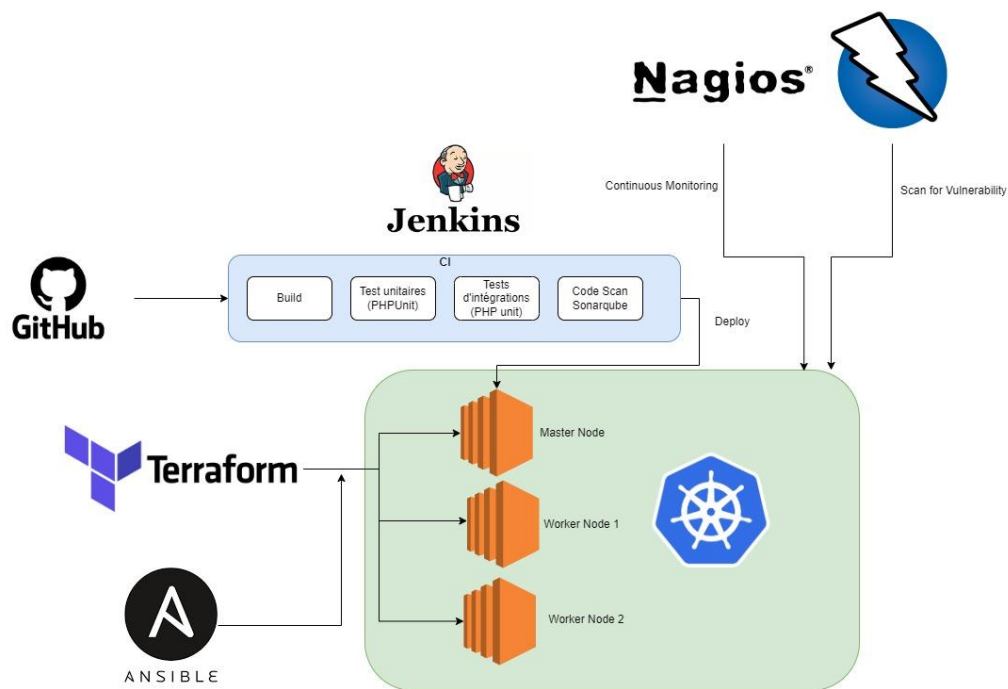 Nagios®
Continuous Monitoring
Scan for Vulnerability
Jenkins
CI
Build
Test unitaires
(PHPUnit)
Tests
d'intégrations
(PHP unit)
Code Scan
Sonarqube
GitHub
Deploy
Master Node
Terraform
Worker Node 1
Worker Node 2
ANSIBLE